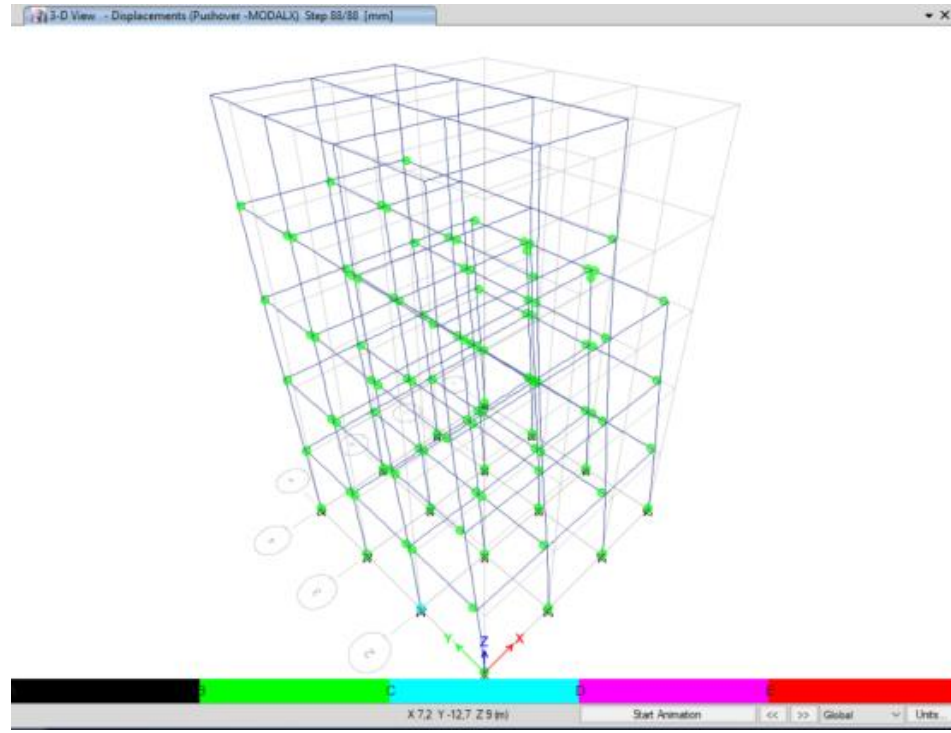 3-D View - Displacements (Pushover -MODALX) Step 88/88 [mm]
Z
Y X
B C D E
X 7,2 Y -12,7 Z 9 (m) Start Animation << >> Global Units...